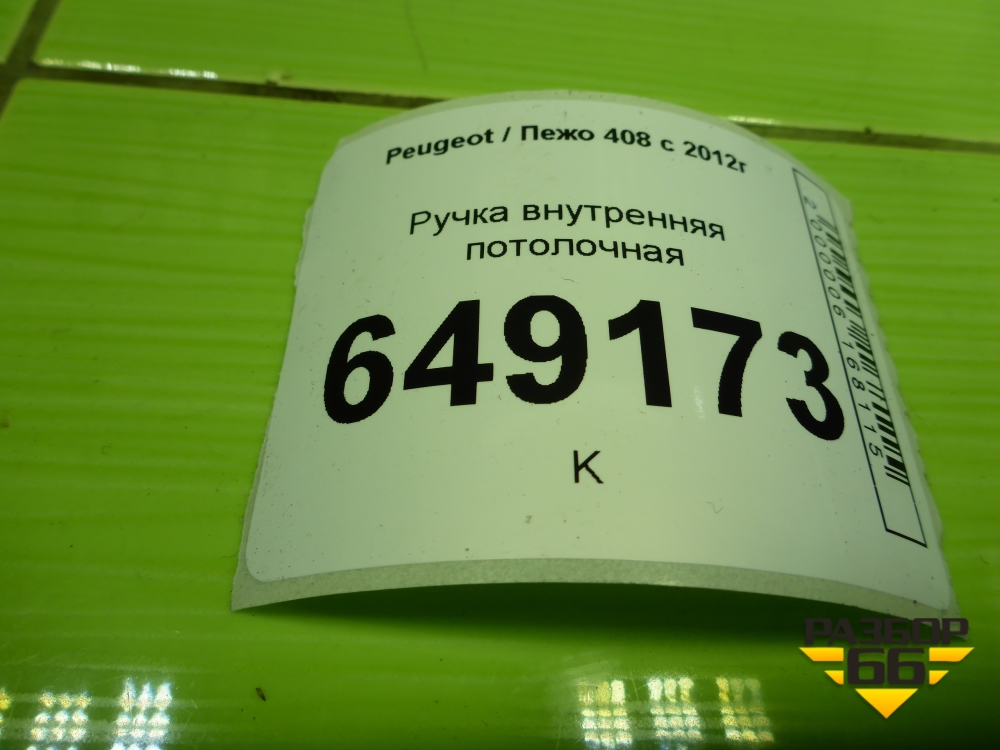 Peugeot / Пежо 408 с 2012г
Ручка внутренняя
потолочная
649173
К
2000006168115
РАЗБОР
66